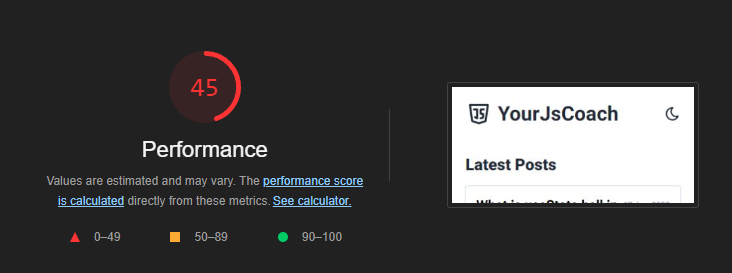 45
Performance
Values are estimated and may vary. The performance score
is calculated directly from these metrics. See calculator.
0–49 50–89 90–100
JS YourJsCoach
Latest Posts